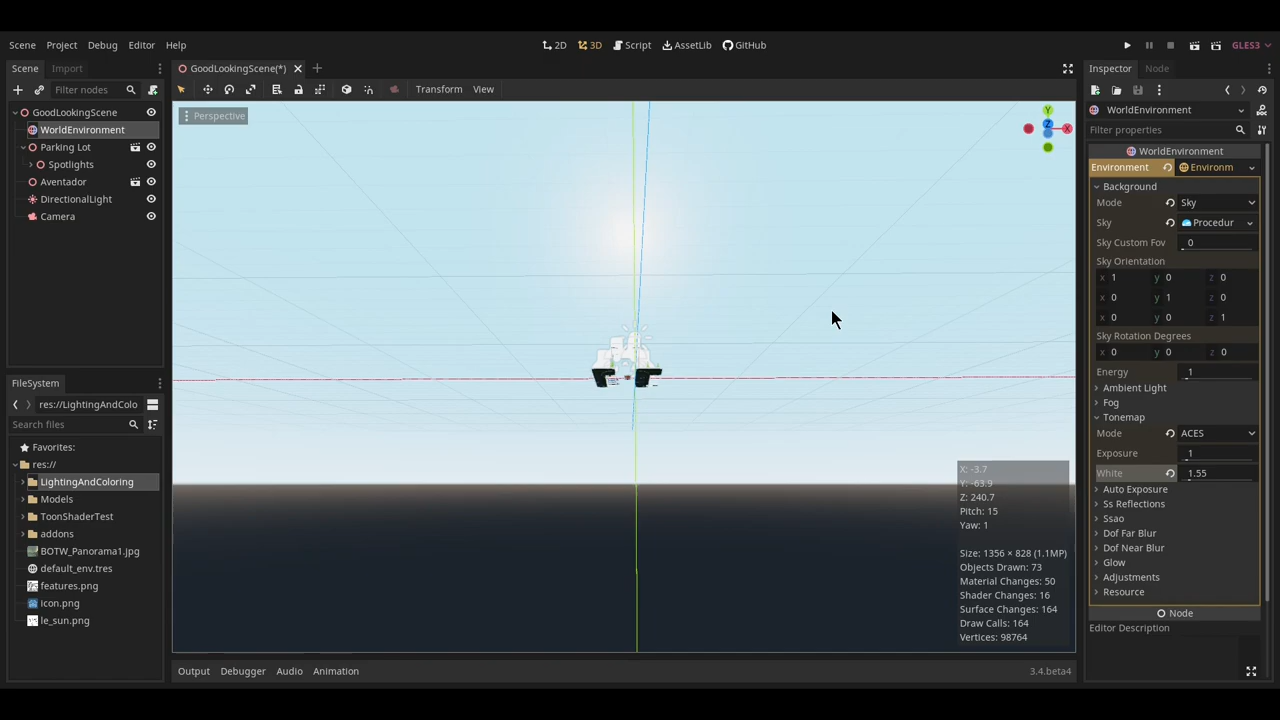 Scene Project Debug Editor Help
2D 3D Script AssetLib GitHub
GLES3
Scene Import
GoodLookingScene(*)
Inspector Node
Filter nodes
Transform View
GoodLookingScene
WorldEnvironment
Parking Lot
Spotlights
Aventador
DirectionalLight
Camera
Perspective
Y
Z X
X: -3.7
Y: -63.9
Z: 240.7
Pitch: 15
Yaw: 1
Size: 1356 × 828 (1.1MP)
Objects Drawn: 73
Material Changes: 50
Shader Changes: 16
Surface Changes: 164
Draw Calls: 164
Vertices: 98764
WorldEnvironment
Filter properties
WorldEnvironment
Environment Environm
Background
Mode Sky
Sky Procedur
Sky Custom Fov 0
Sky Orientation
x 1 y 0 z 0
x 0 y 1 z 0
x 0 y 0 z 1
Sky Rotation Degrees
x 0 y 0 z 0
Energy 1
Ambient Light
Fog
Tonemap
Mode ACES
Exposure 1
White 1.55
Auto Exposure
Ss Reflections
Ssao
Dof Far Blur
Dof Near Blur
Glow
Adjustments
Resource
Node
Editor Description
FileSystem
res://LightingAndColo
Search files
Favorites:
res://
LightingAndColoring
Models
ToonShaderTest
addons
BOTW_Panorama1.jpg
default_env.tres
features.png
icon.png
le_sun.png
Output Debugger Audio Animation
3.4.beta4